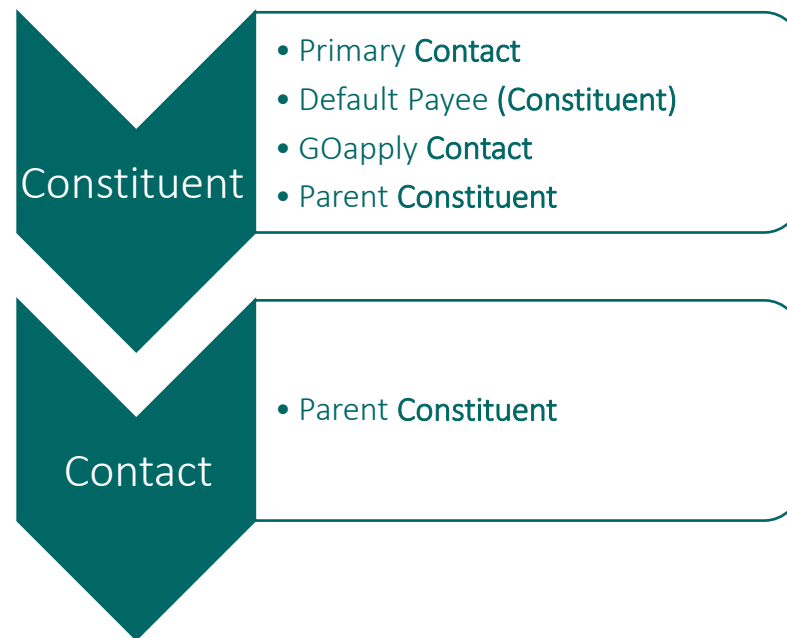 Constituent
• Primary Contact
• Default Payee (Constituent)
• GOapply Contact
• Parent Constituent
Contact
• Parent Constituent